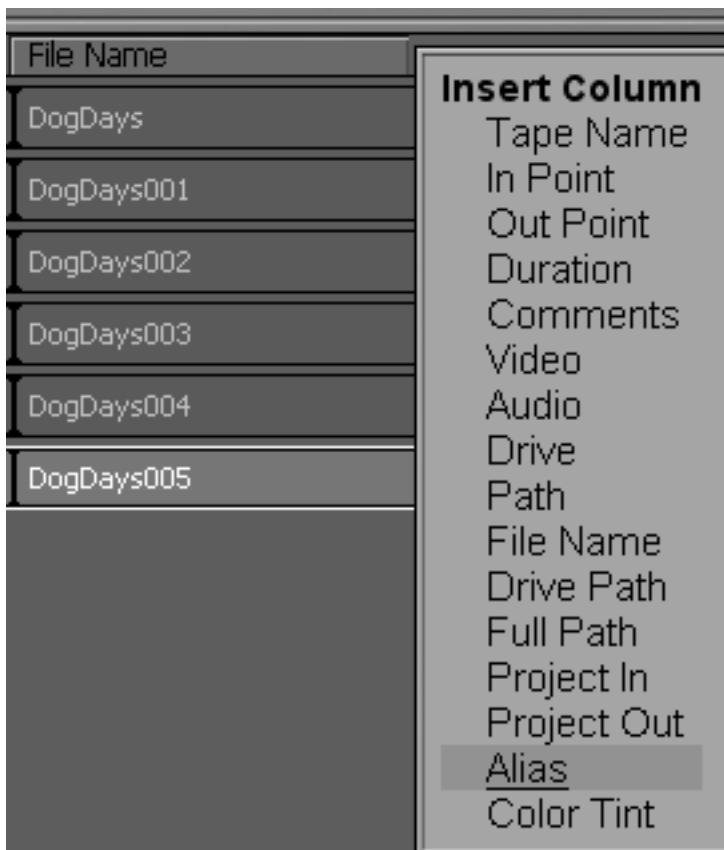 File Name
DogDays
DogDays001
DogDays002
DogDays003
DogDays004
DogDays005
Insert Column
Tape Name
In Point
Out Point
Duration
Comments
Video
Audio
Drive
Path
File Name
Drive Path
Full Path
Project In
Project Out
Alias
Color Tint